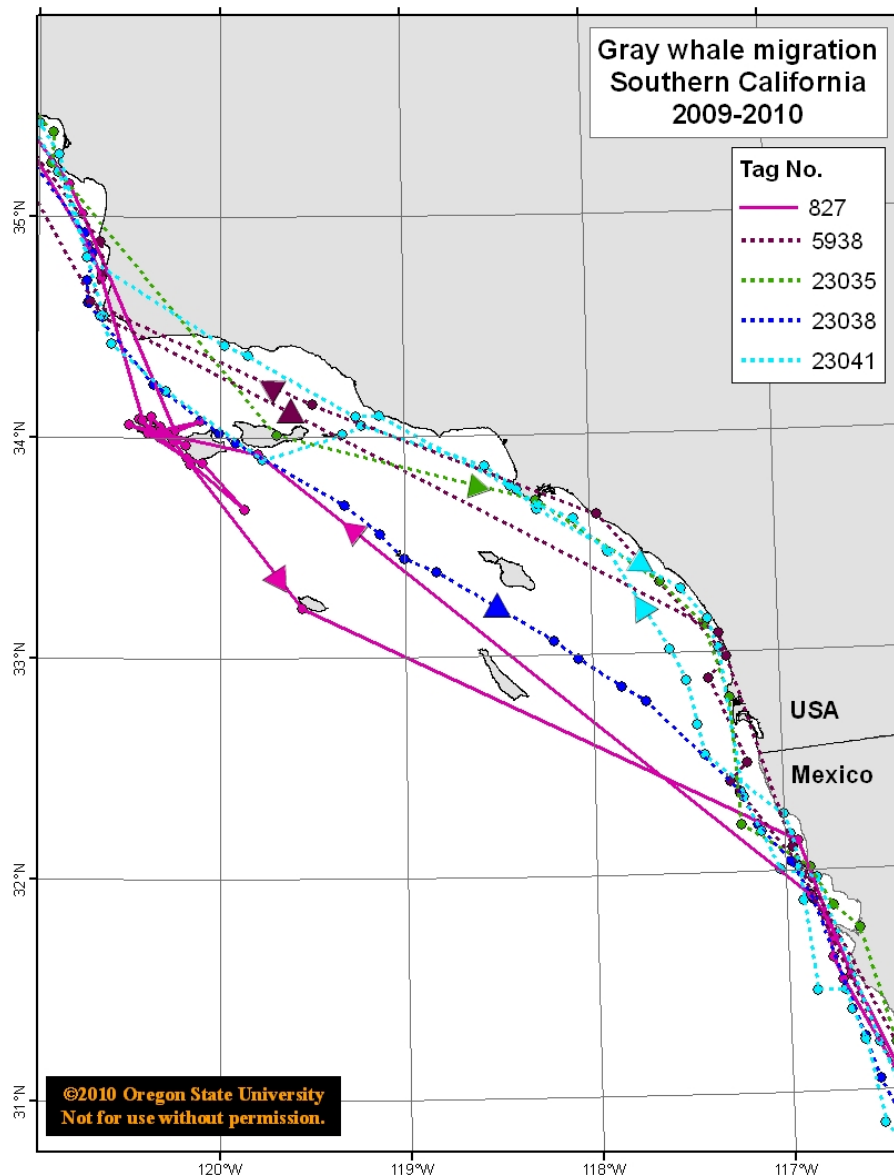 Gray whale migration
Southern California
2009-2010
Tag No.
827
5938
23035
23038
23041
35°N
34°N
33°N
32°N
31°N
USA
Mexico
©2010 Oregon State University
Not for use without permission.
120°W
119°W
118°W
117°W